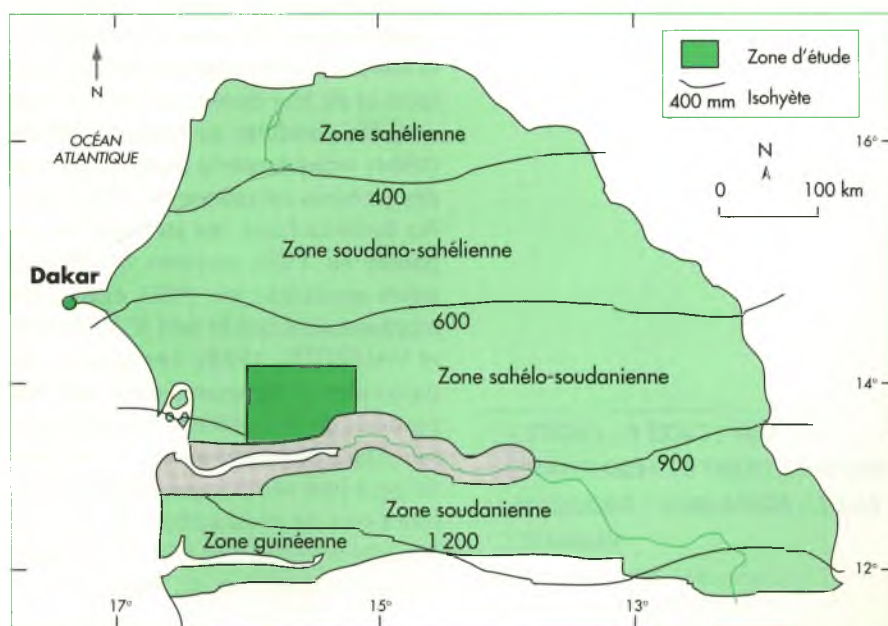 N
OCÉAN
ATLANTIQUE
Zone d'étude
400 mm Isohyète
Zone sahélienne
16°
N
0 100 km
400
Zone soudano-sahélienne
Dakar
600
Zone sahélo-soudanienne
14°
900
Zone soudanienne
Zone guinéenne
1 200
12°
17°
15°
13°